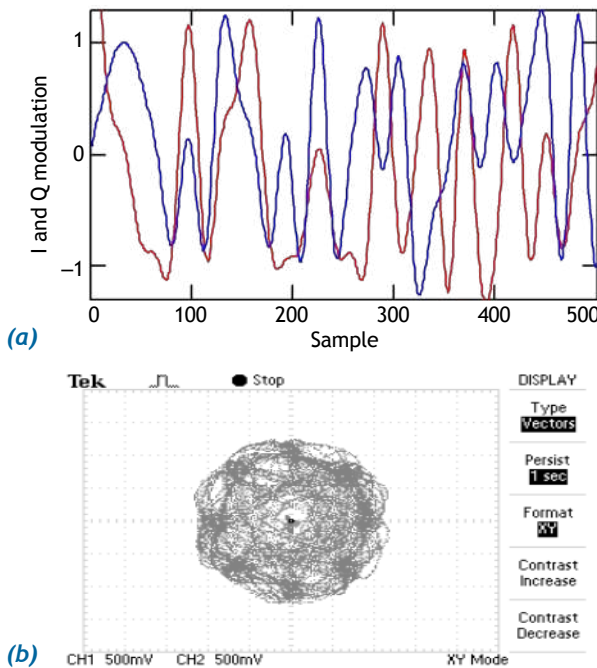 1
0
−1
I and Q modulation
0 100 200 300 400 500
Sample
(a)
Tek Stop DISPLAY
Type
Vectors
Persist
1 sec
Format
XY
Contrast
Increase
Contrast
Decrease
(b)
CH1 500mV CH2 500mV XY Mode